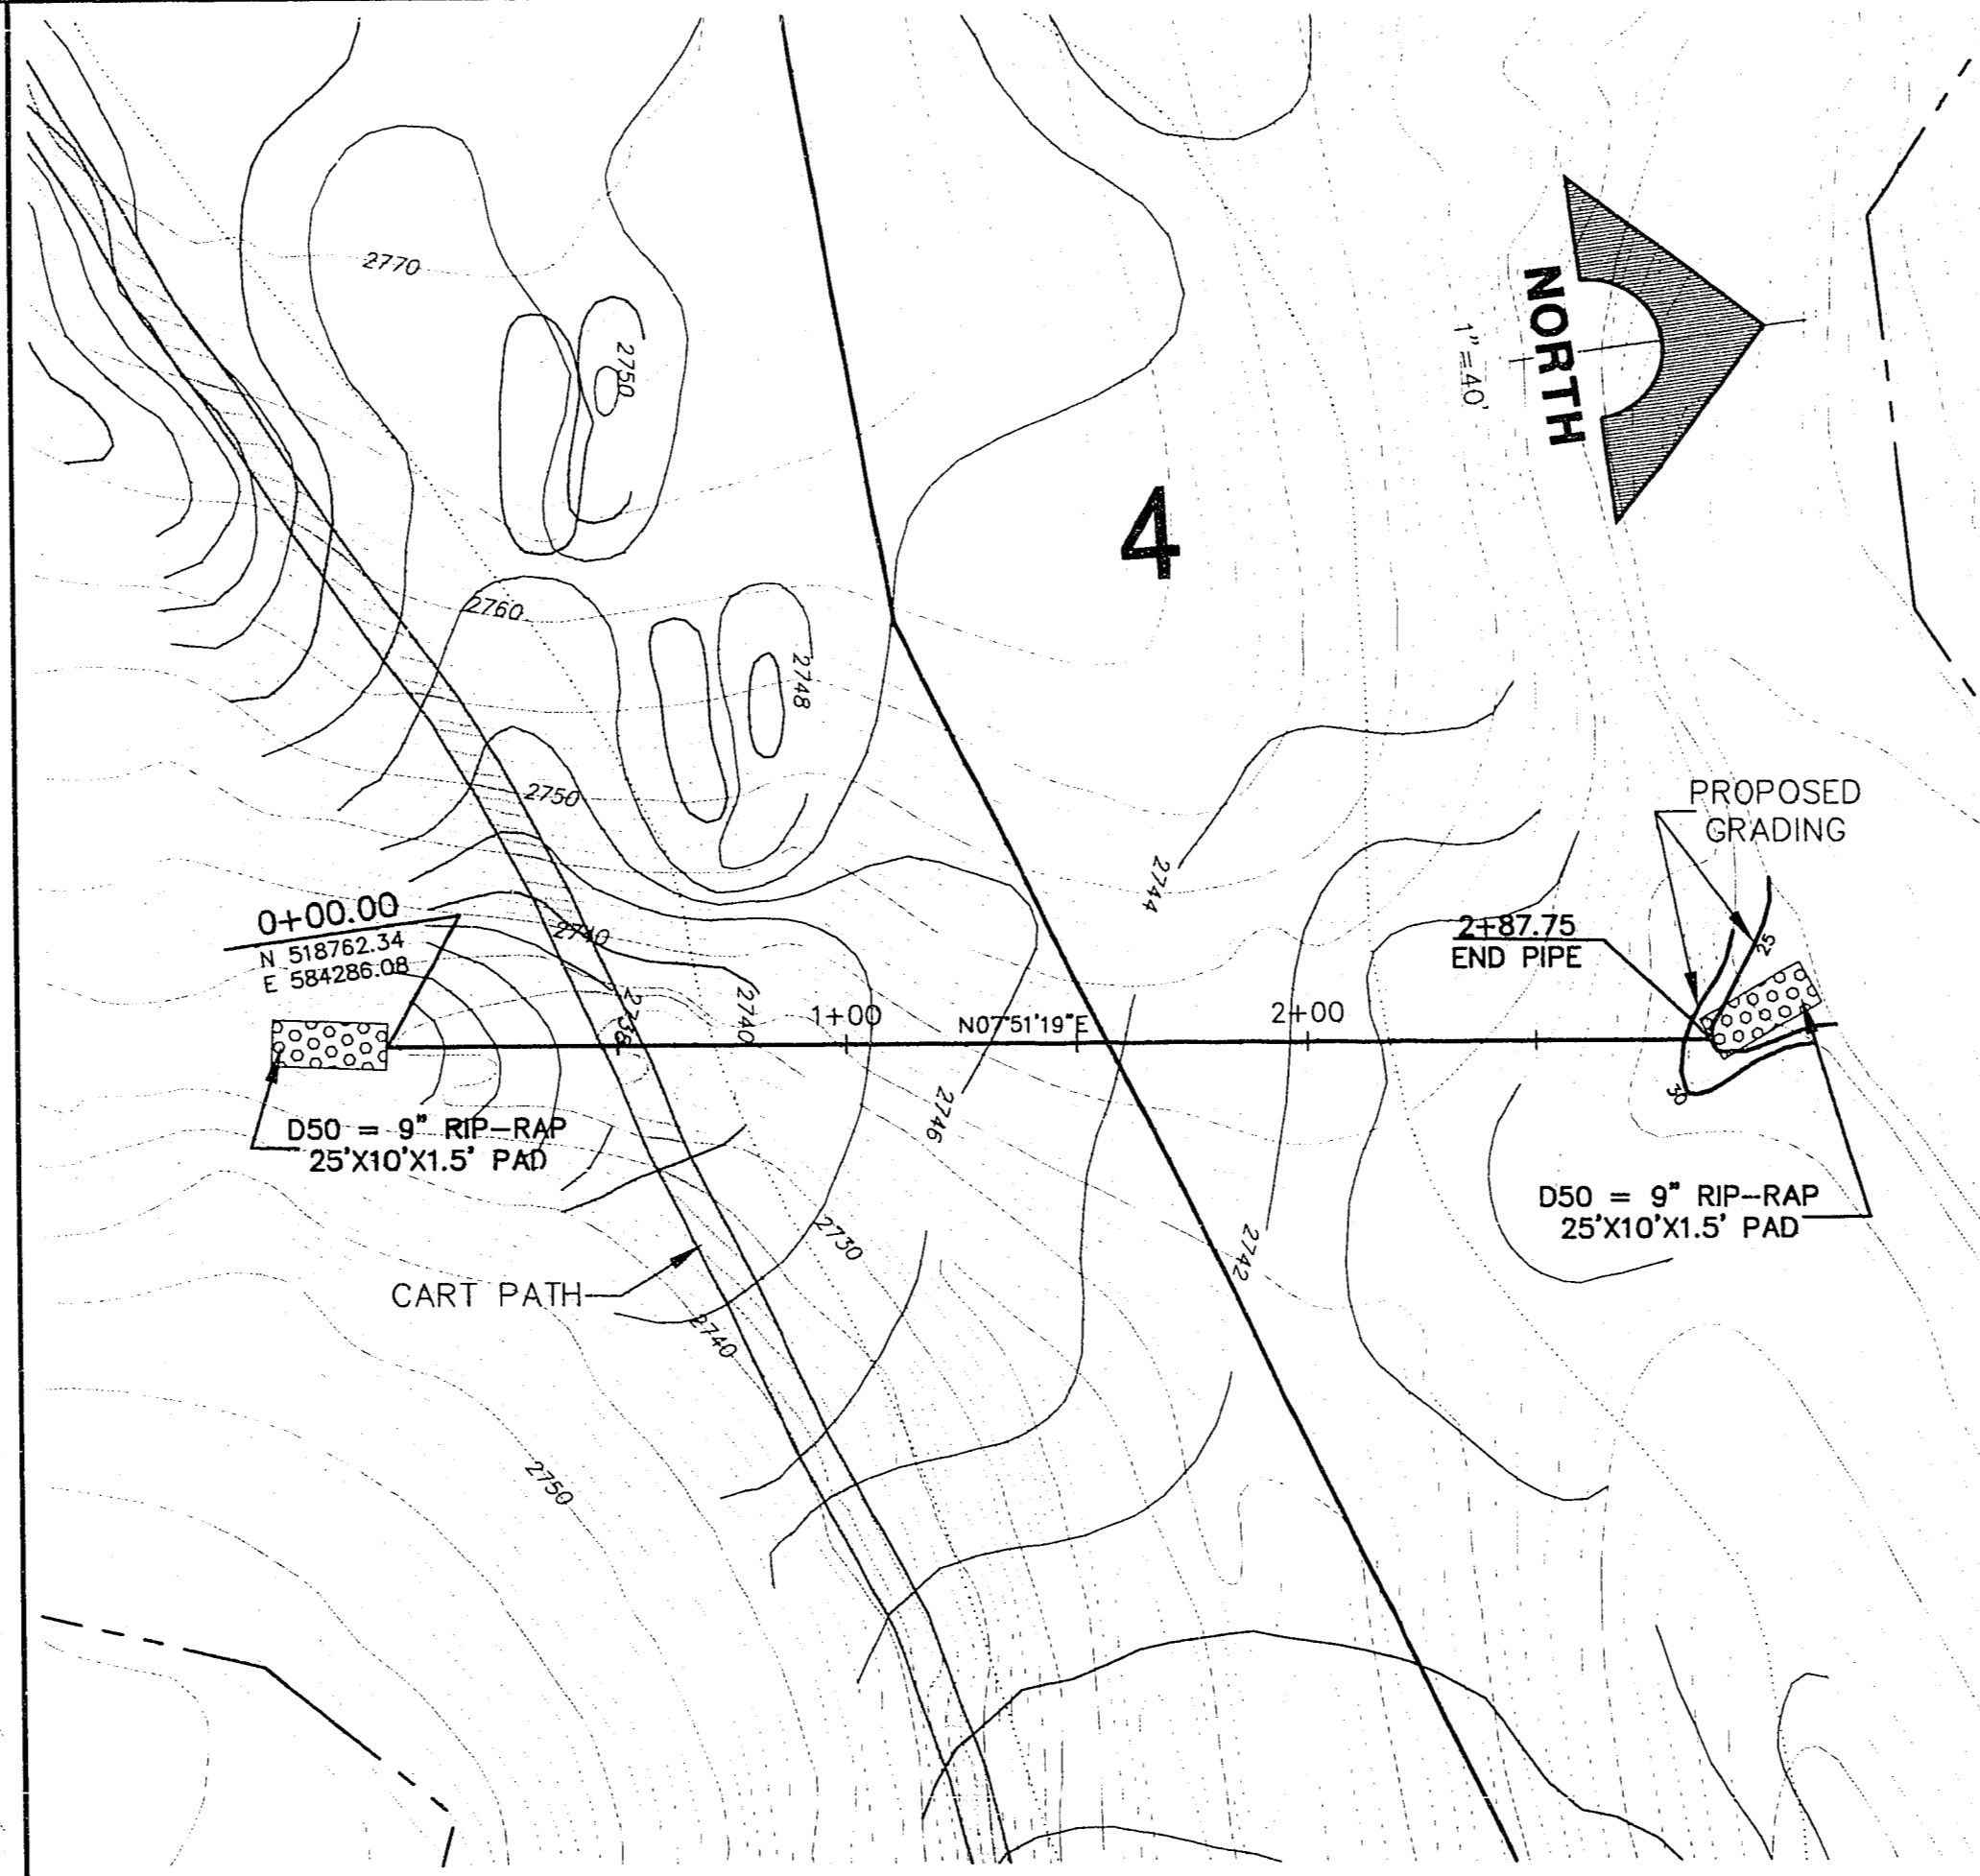 2770
NORTH
1"=40'
2750
4
2760
2748
2750
PROPOSED
GRADING
2744
0+00.00
N 518762.34
E 584286.08
2740
2+87.75
END PIPE
25
2740
1+00
N07°51'19"E
2+00
2738
30
2746
D50 = 9" RIP-RAP
25'X10'X1.5' PAD
D50 = 9" RIP-RAP
25'X10'X1.5' PAD
2730
2742
CART PATH
2740
2750